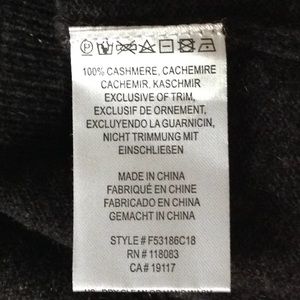 100% CASHMERE, CACHEMIRE
CACHEMIR, KASCHMIR
EXCLUSIVE OF TRIM,
EXCLUSIF DE ORNEMENT,
EXCLUYENDO LA GUARNICIN,
NICHT TRIMMUNG MIT
EINSCHLIEßEN
MADE IN CHINA
FABRIQUÉ EN CHINE
FABRICADO EN CHINA
GEMACHT IN CHINA
STYLE # F53186C18
RN # 118083
CA # 19117